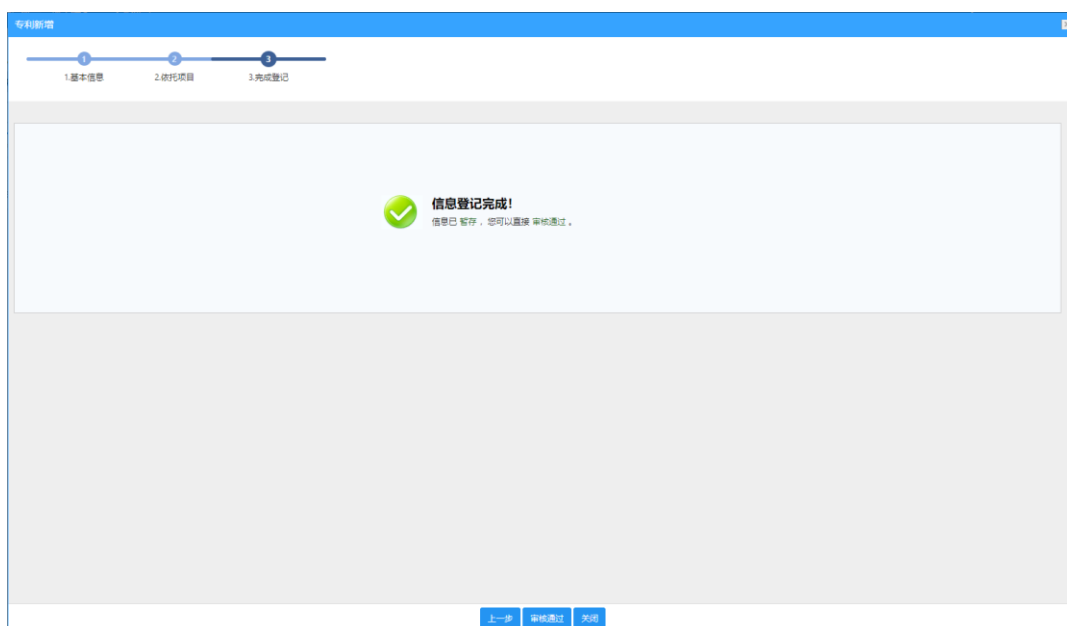 专利新增
1 2 3
1.基本信息 2.依托项目 3.完成登记
信息登记完成！
信息已 暂存 ，您可以直接 审核通过 。
上一步 审核通过 关闭